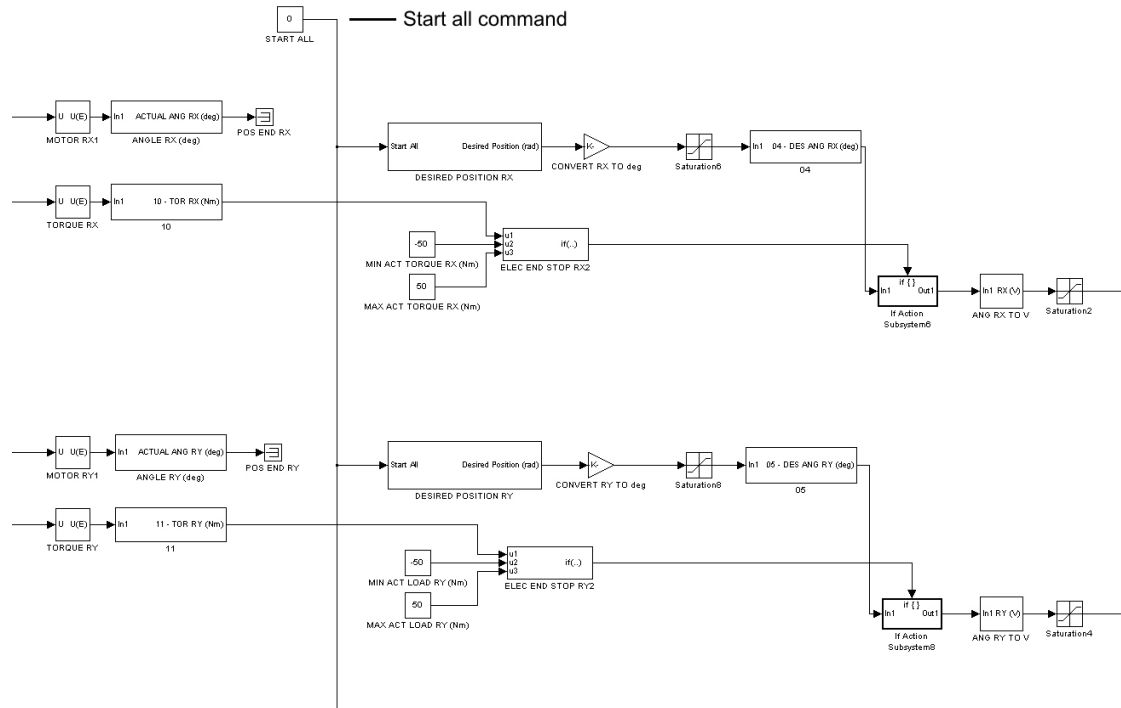 0
START ALL
Start all command
U U(E)
MOTOR RX1
In1 ACTUAL ANG RX (deg)
ANGLE RX (deg)
POS END RX
Start All Desired Position (rad)
DESIRED POSITION RX
K-
CONVERT RX TO deg
Saturation6
In1 04 - DES ANG RX (deg)
04
U U(E)
TORQUE RX
In1 10 - TOR RX (Nm)
10
-50
MIN ACT TORQUE RX (Nm)
50
MAX ACT TORQUE RX (Nm)
u1
u2 if(..)
u3
ELEC END STOP RX2
if { }
In1 Out1
If Action
Subsystem6
In1 RX (V)
ANG RX TO V
Saturation2
U U(E)
MOTOR RY1
In1 ACTUAL ANG RY (deg)
ANGLE RY (deg)
POS END RY
Start All Desired Position (rad)
DESIRED POSITION RY
K-
CONVERT RY TO deg
Saturation8
In1 05 - DES ANG RY (deg)
05
U U(E)
TORQUE RY
In1 11 - TOR RY (Nm)
11
-50
MIN ACT LOAD RY (Nm)
50
MAX ACT LOAD RY (Nm)
u1
u2 if(..)
u3
ELEC END STOP RY2
if { }
In1 Out1
If Action
Subsystem8
In1 RY (V)
ANG RY TO V
Saturation4